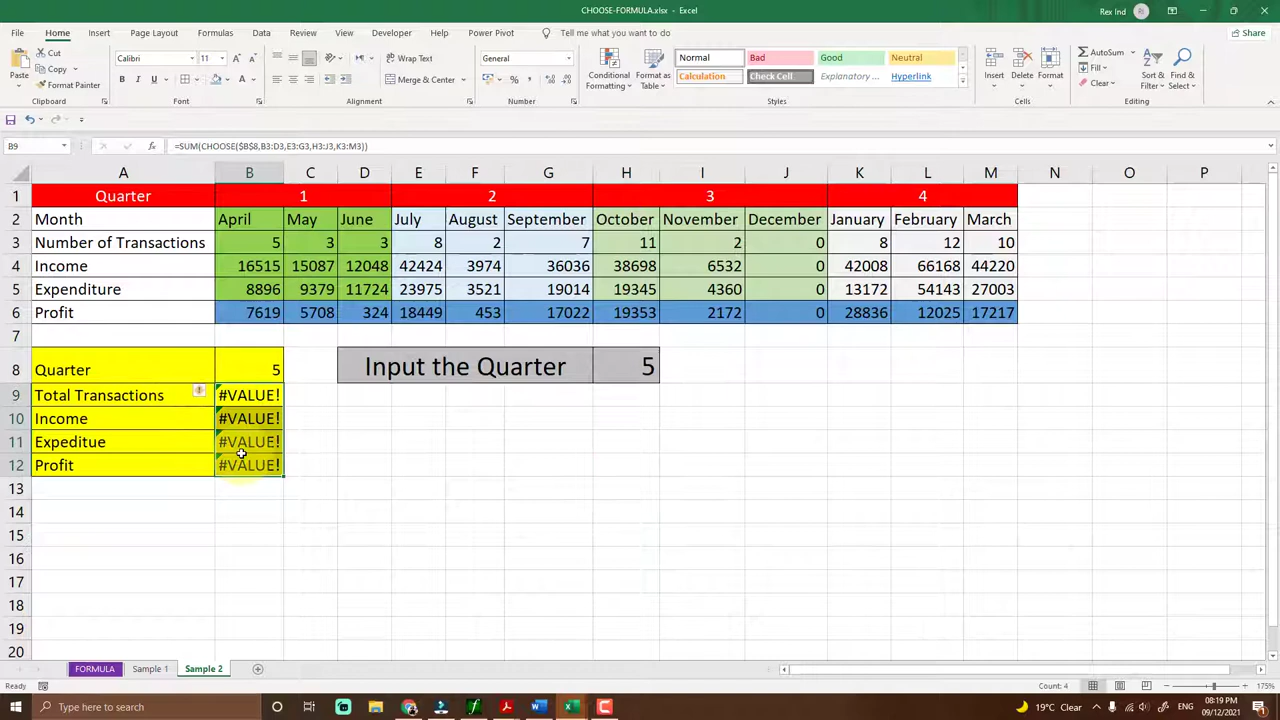 CHOOSE-FORMULA.xlsx - Excel
Rex Ind
File Home Insert Page Layout Formulas Data Review View Developer Help Power Pivot Tell me what you want to do Share
Paste
Cut
Copy
Format Painter
Clipboard
Calibri 11
B I U
Font
Wrap Text
Merge & Center
Alignment
General
Number
Conditional Formatting
Format as Table
Normal Bad Good Neutral
Calculation Check Cell Explanatory ... Hyperlink
Styles
Insert Delete Format
Cells
AutoSum
Fill
Clear
Sort & Filter
Find & Select
Editing
B9 fx =SUM(CHOOSE($B$8,B3:D3,E3:G3,H3:J3,K3:M3))
A B C D E F G H I J K L M N O P
1 Quarter 1 2 3 4
2 Month April May June July August September October November December January February March
3 Number of Transactions 5 3 3 8 2 7 11 2 0 8 12 10
4 Income 16515 15087 12048 42424 3974 36036 38698 6532 0 42008 66168 44220
5 Expenditure 8896 9379 11724 23975 3521 19014 19345 4360 0 13172 54143 27003
6 Profit 7619 5708 324 18449 453 17022 19353 2172 0 28836 12025 17217
7
8 Quarter 5 Input the Quarter 5
9 Total Transactions #VALUE!
10 Income #VALUE!
11 Expeditue #VALUE!
12 Profit #VALUE!
13
14
15
16
17
18
19
20
FORMULA Sample 1 Sample 2
Ready Count: 4 175%
Type here to search
19°C Clear
08:19 PM
09/12/2021